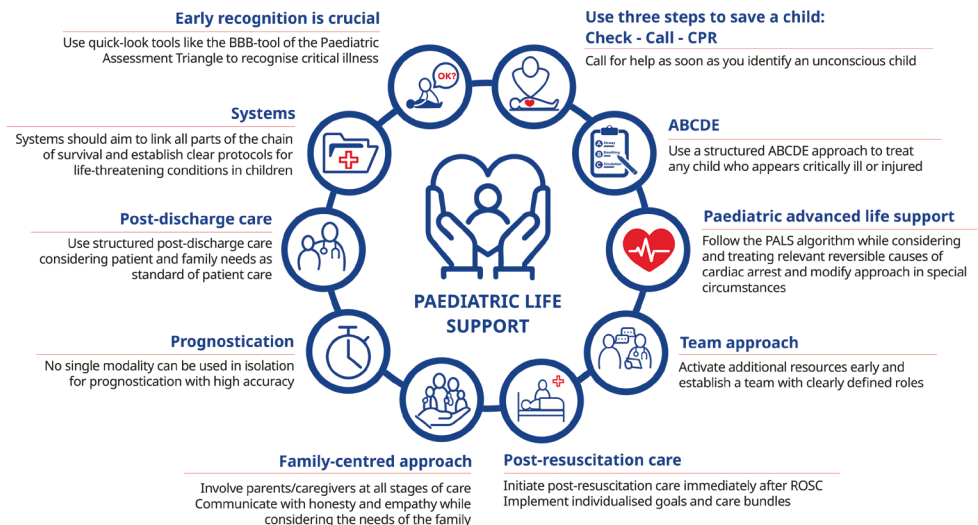 Early recognition is crucial
Use quick-look tools like the BBB-tool of the Paediatric
Assessment Triangle to recognise critical illness
OK?
Use three steps to save a child:
Check - Call - CPR
Call for help as soon as you identify an unconscious child
Systems
Systems should aim to link all parts of the chain
of survival and establish clear protocols for
life-threatening conditions in children
ABCDE
Use a structured ABCDE approach to treat
any child who appears critically ill or injured
A Airway
B Breathing
C Circulation
Post-discharge care
Use structured post-discharge care
considering patient and family needs as
standard of patient care
Paediatric advanced life support
Follow the PALS algorithm while considering
and treating relevant reversible causes of
cardiac arrest and modify approach in special
circumstances
PAEDIATRIC LIFE
SUPPORT
Prognostication
No single modality can be used in isolation
for prognostication with high accuracy
Team approach
Activate additional resources early and
establish a team with clearly defined roles
Family-centred approach
Involve parents/caregivers at all stages of care
Communicate with honesty and empathy while
considering the needs of the family
Post-resuscitation care
Initiate post-resuscitation care immediately after ROSC
Implement individualised goals and care bundles